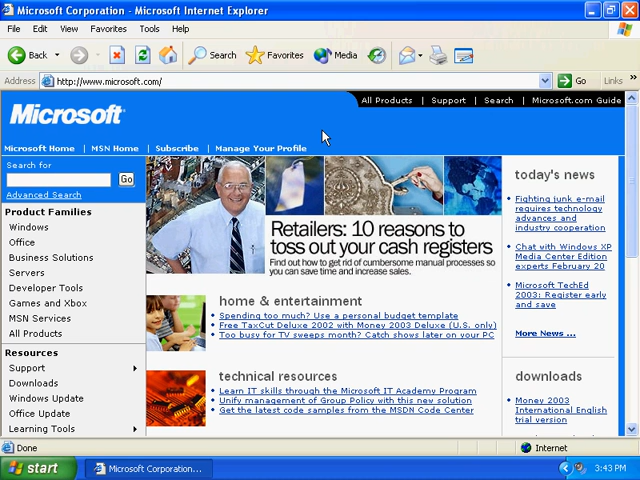 Microsoft Corporation - Microsoft Internet Explorer
File Edit View Favorites Tools Help
Back Search Favorites Media
Address http://www.microsoft.com/ Go Links »
All Products | Support | Search | Microsoft.com Guide
Microsoft
Microsoft Home | MSN Home | Subscribe | Manage Your Profile
Search for
Go
Advanced Search
Product Families
Windows
Office
Business Solutions
Servers
Developer Tools
Games and Xbox
MSN Services
All Products
Resources
Support
Downloads
Windows Update
Office Update
Learning Tools
Retailers: 10 reasons to
toss out your cash registers
Find out how to get rid of cumbersome manual processes so
you can save time and increase sales.
home & entertainment
Spending too much? Use a personal budget template
Free TaxCut Deluxe 2002 with Money 2003 Deluxe (U.S. only)
Too busy for TV sweeps month? Catch shows later on your PC
technical resources
Learn IT skills through the Microsoft IT Academy Program
Unify management of Group Policy with this new solution
Get the latest code samples from the MSDN Code Center
today's news
Fighting junk e-mail
requires technology
advances and
industry cooperation
Chat with Windows XP
Media Center Edition
experts February 20
Microsoft TechEd
2003: Register early
and save
More News ...
downloads
Money 2003
International English
trial version
Done Internet
start Microsoft Corporation... 3:43 PM